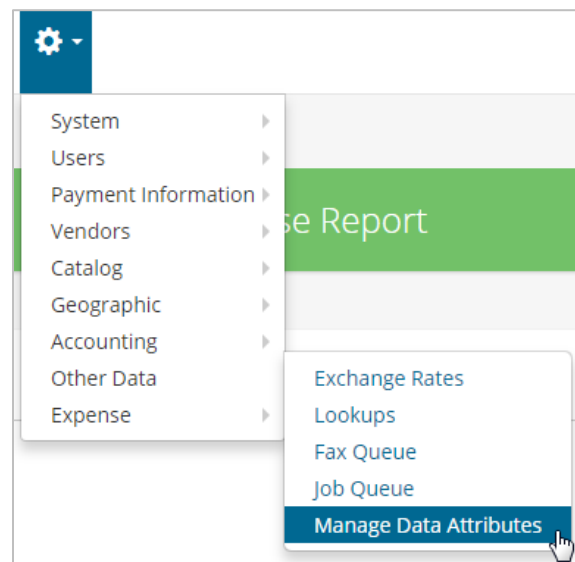 System
Users
Payment Information
Vendors
se Report
Catalog
Geographic
Accounting
Other Data
Exchange Rates
Expense
Lookups
Fax Queue
Job Queue
Manage Data Attributes